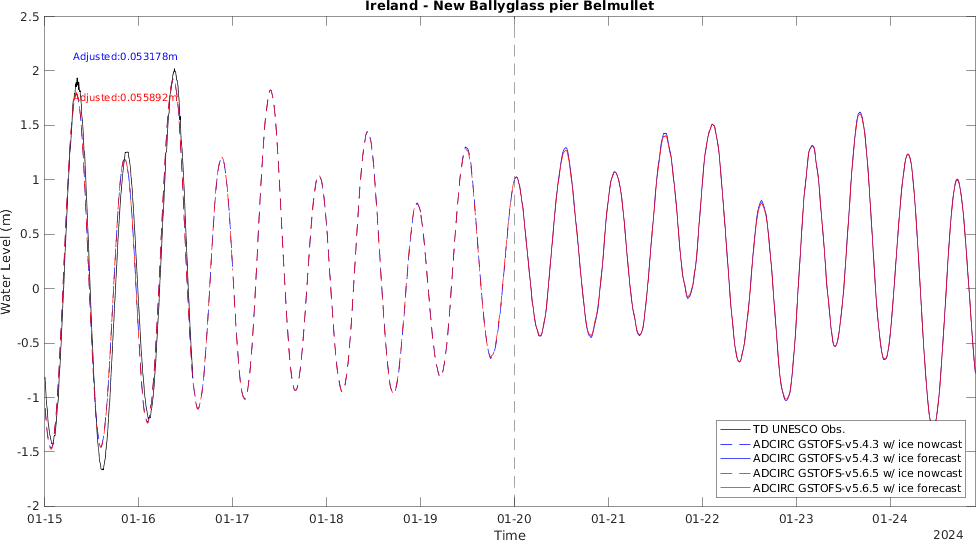 Ireland - New Ballyglass pier Belmullet
2.5
2
1.5
1
0.5
0
-0.5
-1
-1.5
-2
Water Level (m)
Adjusted:0.053178m
Adjusted:0.055892m
TD UNESCO Obs.
ADCIRC GSTOFS-v5.4.3 w/ ice nowcast
ADCIRC GSTOFS-v5.4.3 w/ ice forecast
ADCIRC GSTOFS-v5.6.5 w/ ice nowcast
ADCIRC GSTOFS-v5.6.5 w/ ice forecast
01-15 01-16 01-17 01-18 01-19 01-20 01-21 01-22 01-23 01-24
Time
2024